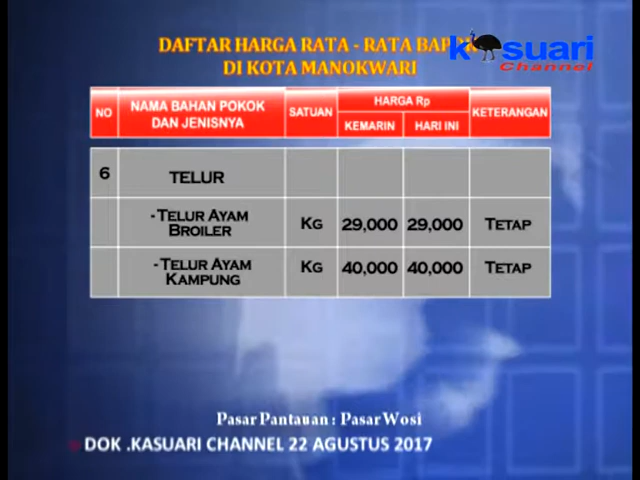 DAFTAR HARGA RATA - RATA
DI KOTA MANOKWARI
kasuari
Channel
NO
NAMA BAHAN POKOK
DAN JENISNYA
SATUAN
HARGA Rp
KEMARIN
HARI INI
KETERANGAN
6 TELUR
- TELUR AYAM
BROILER
KG 29,000 29,000 TETAP
- TELUR AYAM
KAMPUNG
KG 40,000 40,000 TETAP
Pasar Pantauan : Pasar Wosi
DOK .KASUARI CHANNEL 22 AGUSTUS 2017